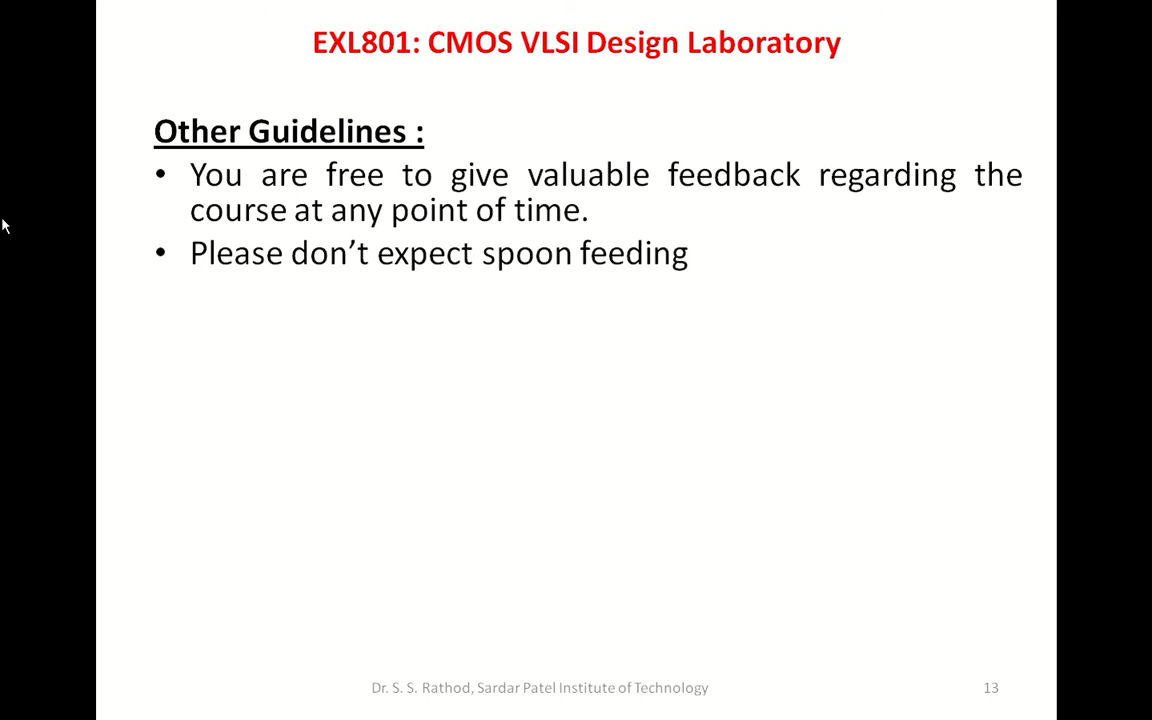 EXL801: CMOS VLSI Design Laboratory
Other Guidelines :
• You are free to give valuable feedback regarding the
course at any point of time.
• Please don’t expect spoon feeding
Dr. S. S. Rathod, Sardar Patel Institute of Technology
13